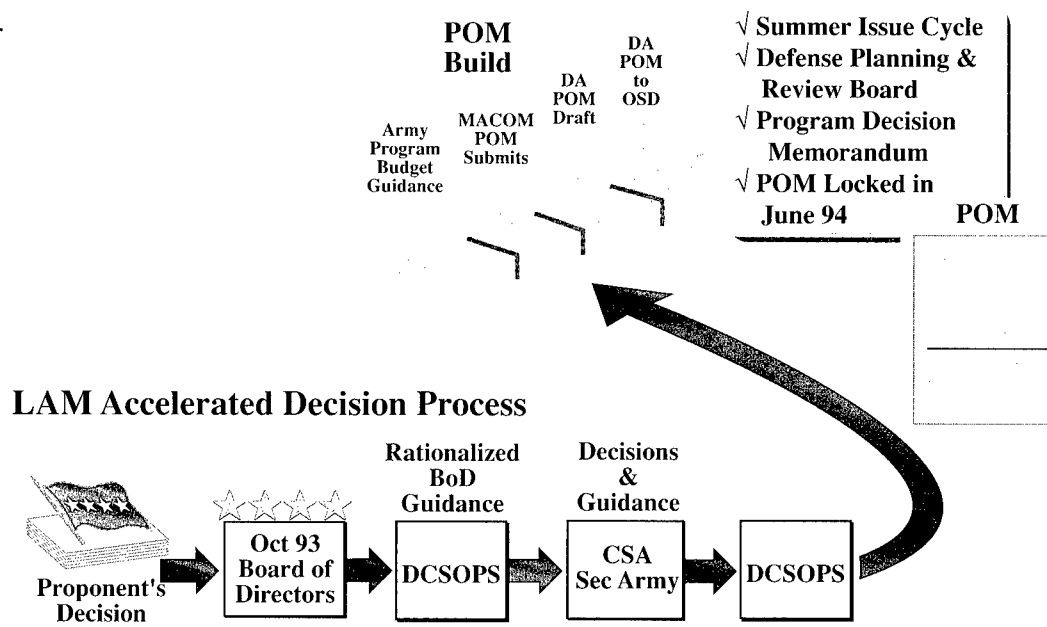 POM
Build
Army
Program
Budget
Guidance
MACOM
POM
Submits
DA
POM
Draft
DA
POM
to
OSD
√ Summer Issue Cycle
√ Defense Planning &
Review Board
√ Program Decision
Memorandum
√ POM Locked in
June 94
POM
LAM Accelerated Decision Process
Proponent's
Decision
Oct 93
Board of
Directors
Rationalized
BoD
Guidance
DCSOPS
Decisions
&
Guidance
CSA
Sec Army
DCSOPS